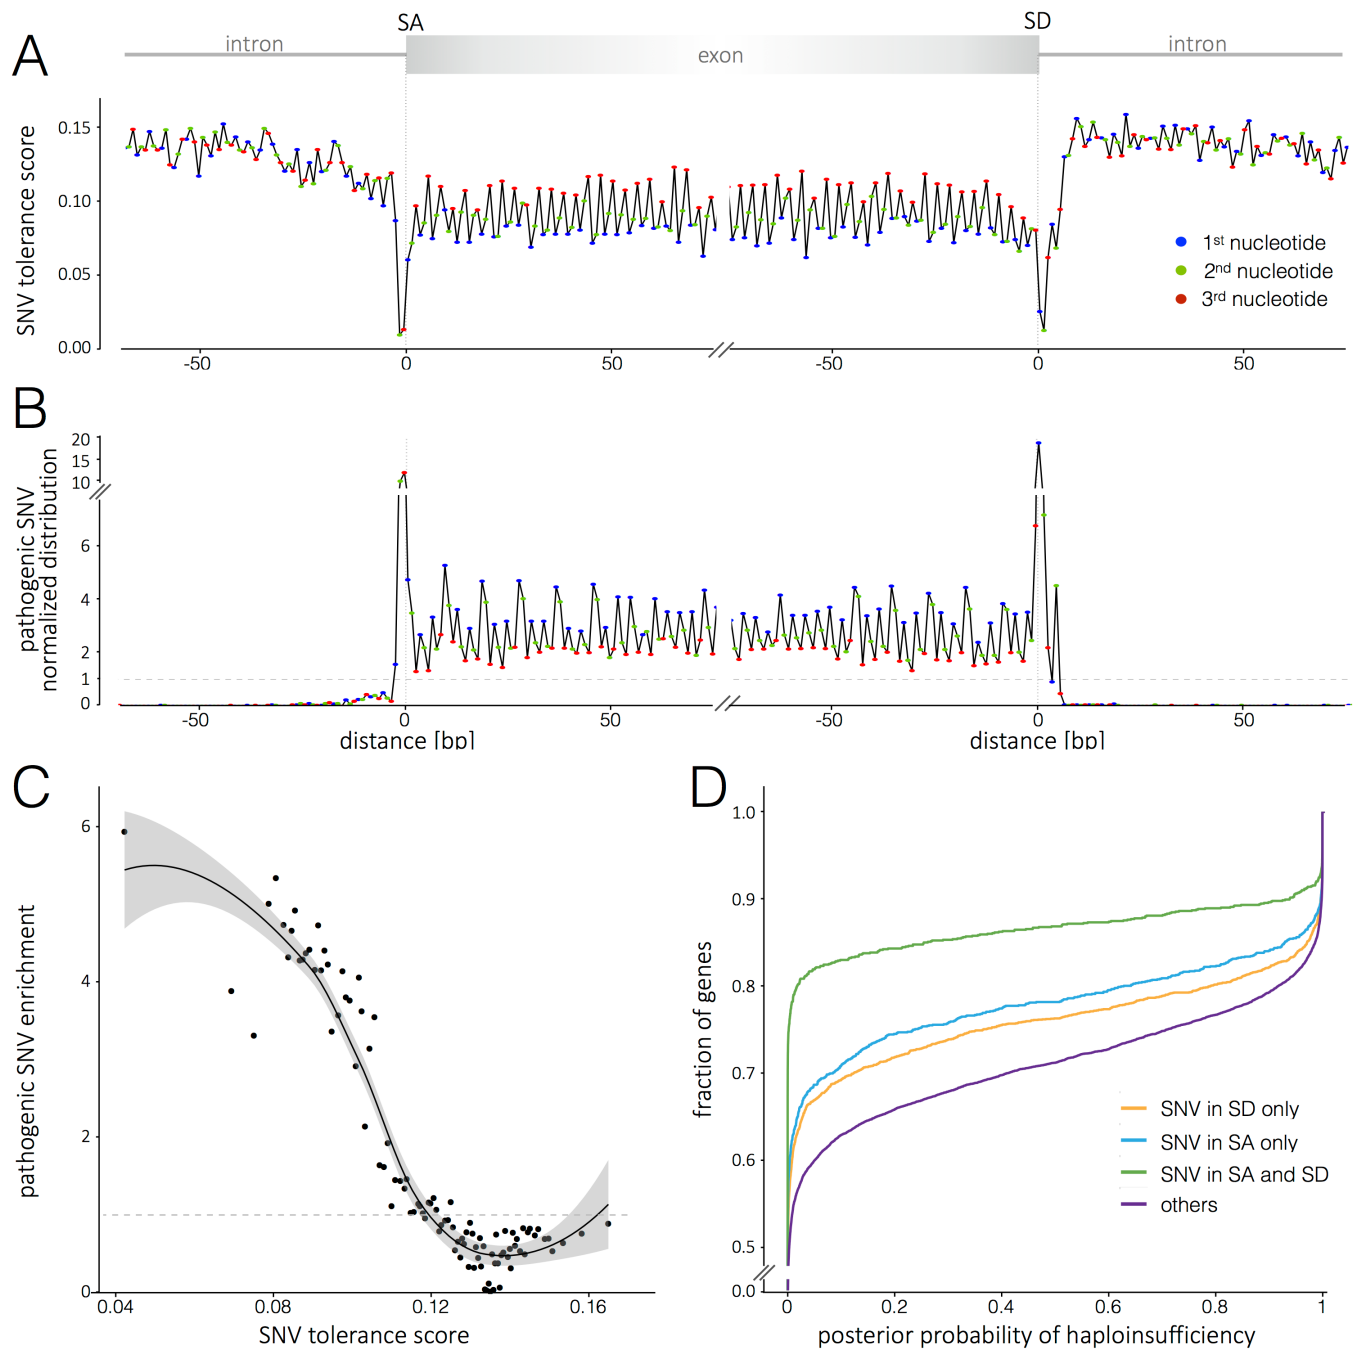 A
SA
SD
intron
exon
intron
SNV tolerance score
0.15
0.10
0.05
0.00
1st nucleotide
2nd nucleotide
3rd nucleotide
-50
0
50
-50
0
50
B
pathogenic SNV
normalized distribution
20
15
10
6
4
2
1
0
-50
0
50
-50
0
50
distance [bp]
distance [bp]
C
pathogenic SNV enrichment
6
4
2
0
0.04
0.08
0.12
0.16
SNV tolerance score
D
fraction of genes
1.0
0.9
0.8
0.7
0.6
0.5
0.0
SNV in SD only
SNV in SA only
SNV in SA and SD
others
0
0.2
0.4
0.6
0.8
1
posterior probability of haploinsufficiency